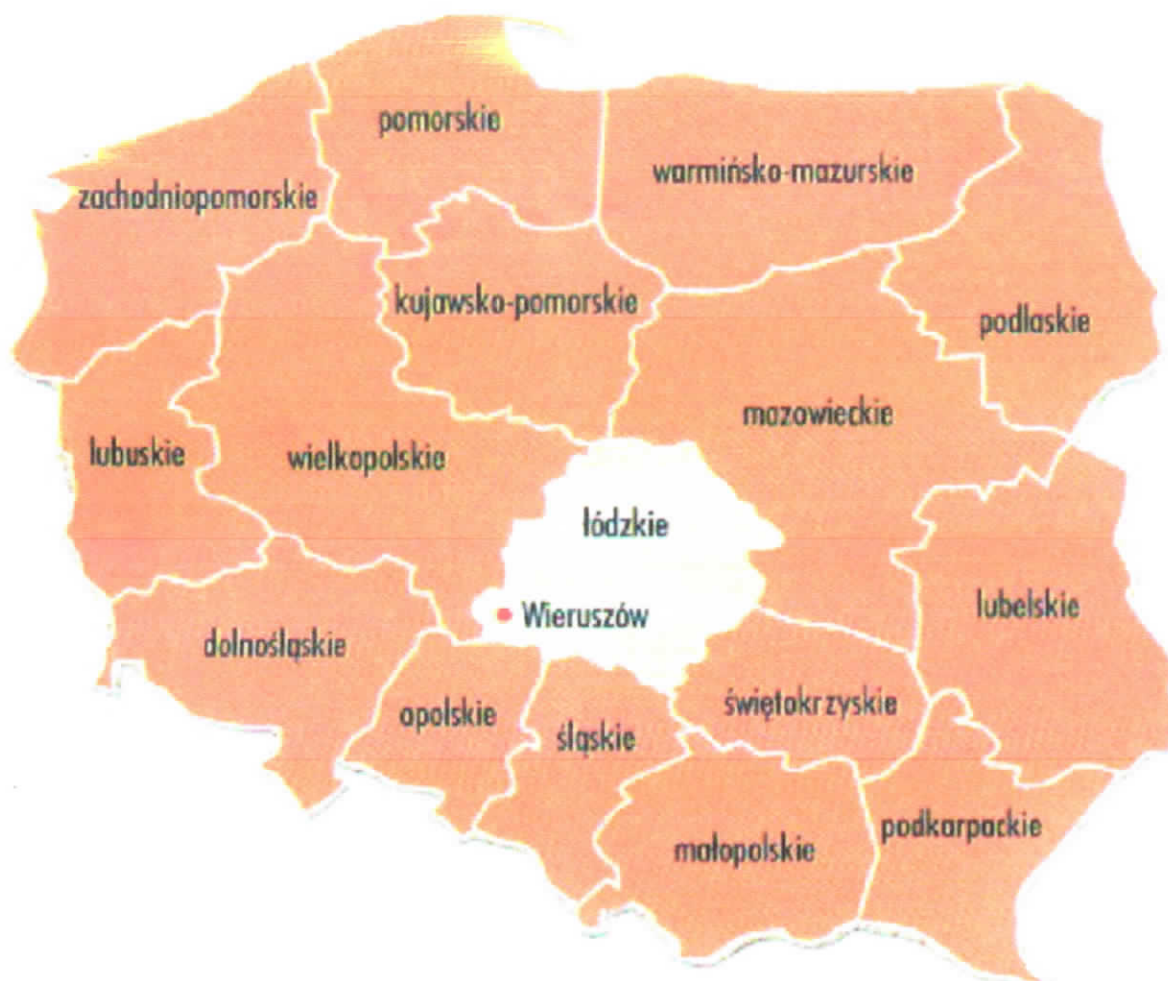 pomorskie
warmińsko-mazurskie
zachodniopomorskie
kujawsko-pomorskie
podlaskie
mazowieckie
lubuskie
wielkopolskie
łódzkie
lubelskie
Wieruszów
dolnośląskie
świętokrzyskie
opolskie
śląskie
podkarpackie
małopolskie